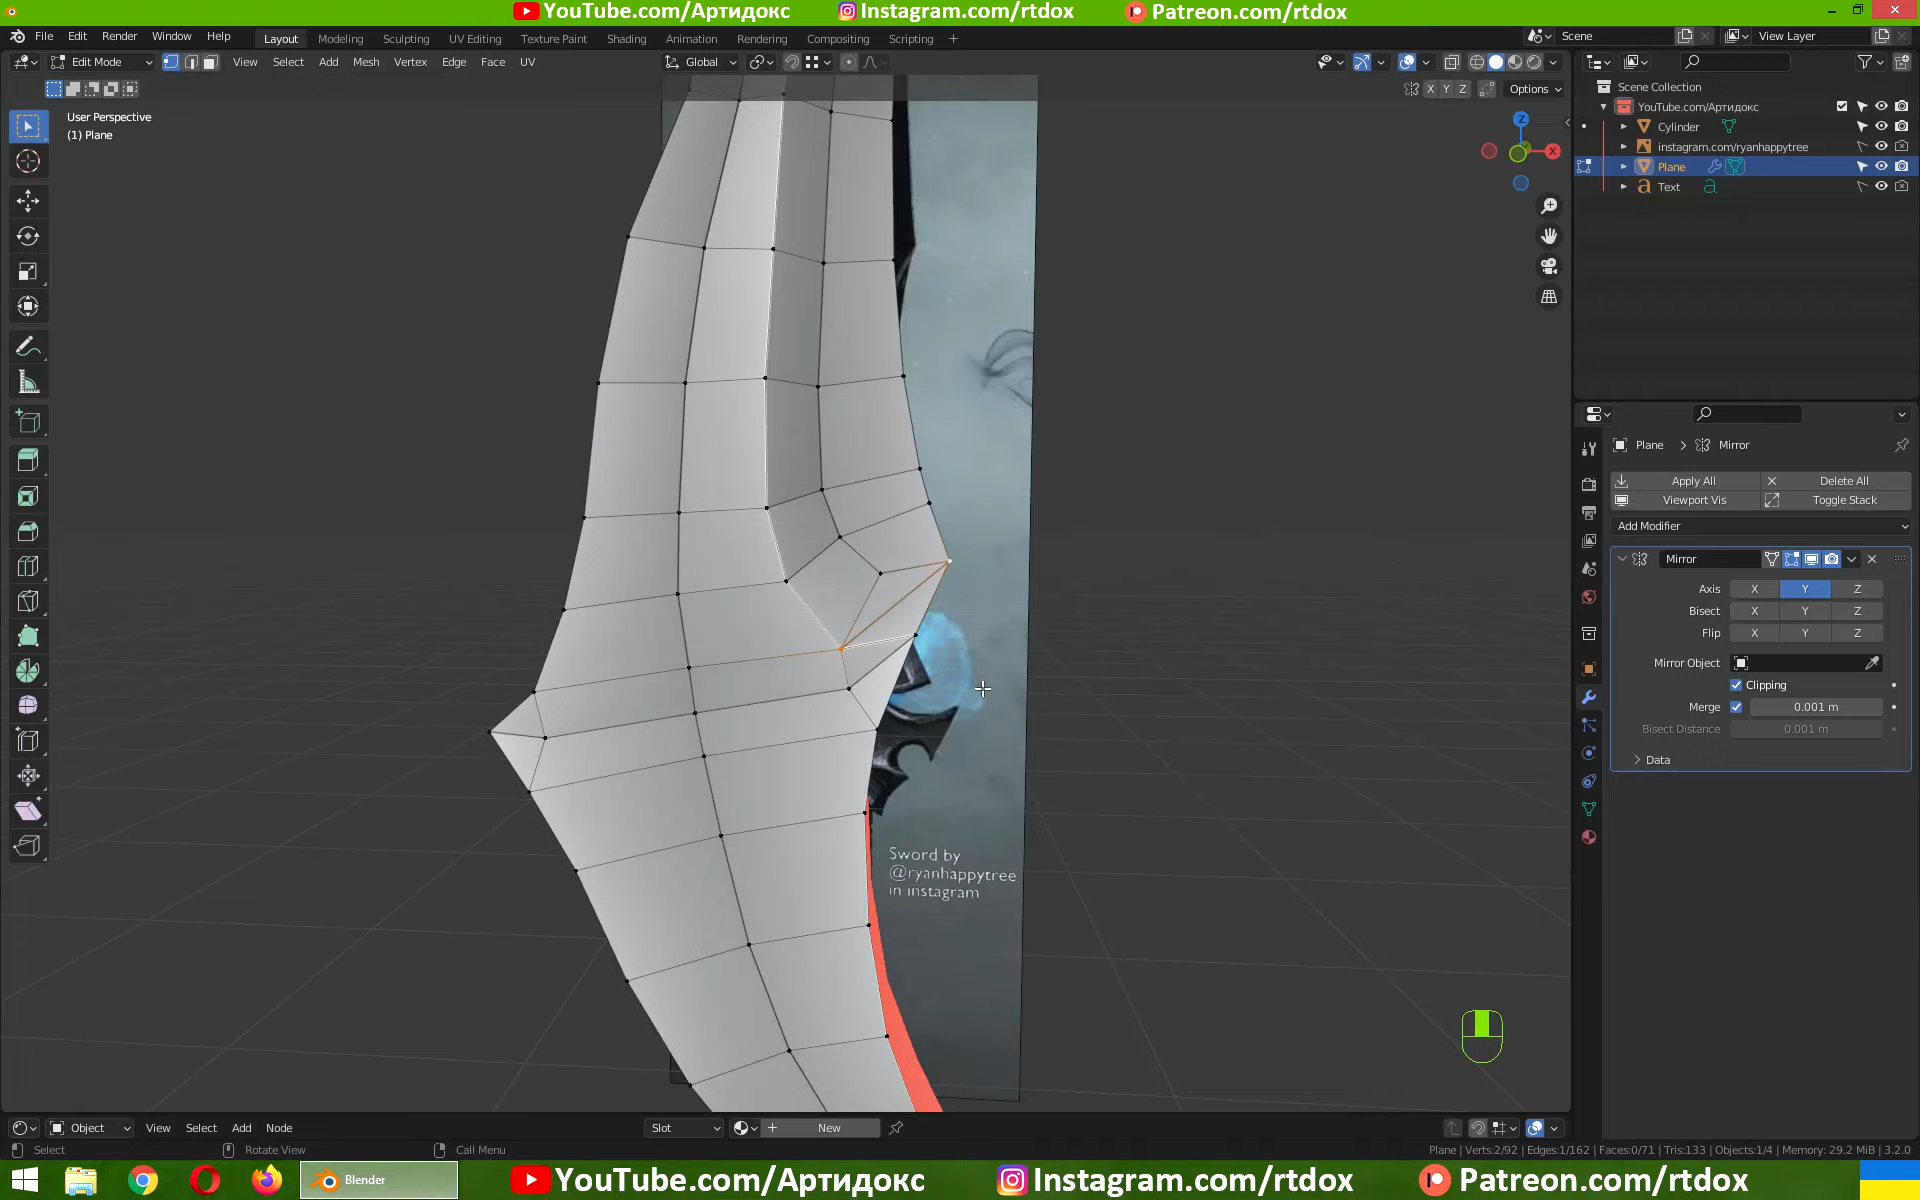 YouTube.com/Артидокс
Instagram.com/rtdox
Patreon.com/rtdox
File Edit Render Window Help
Layout Modeling Sculpting UV Editing Texture Paint Shading Animation Rendering Compositing Scripting +
Scene
View Layer
Edit Mode
View Select Add Mesh Vertex Edge Face UV
Global
X Y Z
Options
User Perspective
(1) Plane
Z
X
Scene Collection
YouTube.com/Артидокс
Cylinder
instagram.com/ryanhappytree
Plane
Text
Plane > Mirror
Apply All
Delete All
Viewport Vis
Toggle Stack
Add Modifier
Mirror
Axis X Y Z
Bisect X Y Z
Flip X Y Z
Mirror Object
Clipping
Merge 0.001 m
Bisect Distance 0.001 m
Data
Sword by
@ryanhappytree
in instagram
Object
View Select Add Node
Slot
New
Select
Rotate View
Call Menu
Plane | Verts:2/92 | Edges:1/162 | Faces:0/71 | Tris:133 | Objects:1/4 | Memory: 29.2 MiB | 3.2.0
Blender
YouTube.com/Артидокс
Instagram.com/rtdox
Patreon.com/rtdox